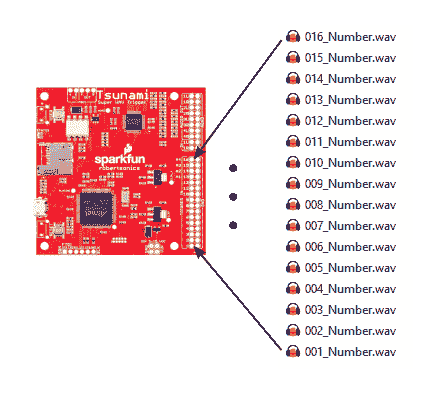 Tsunami
Super WAV Trigger
sparkfun
robertsonics
016_Number.wav
015_Number.wav
014_Number.wav
013_Number.wav
012_Number.wav
011_Number.wav
010_Number.wav
009_Number.wav
008_Number.wav
007_Number.wav
006_Number.wav
005_Number.wav
004_Number.wav
003_Number.wav
002_Number.wav
001_Number.wav